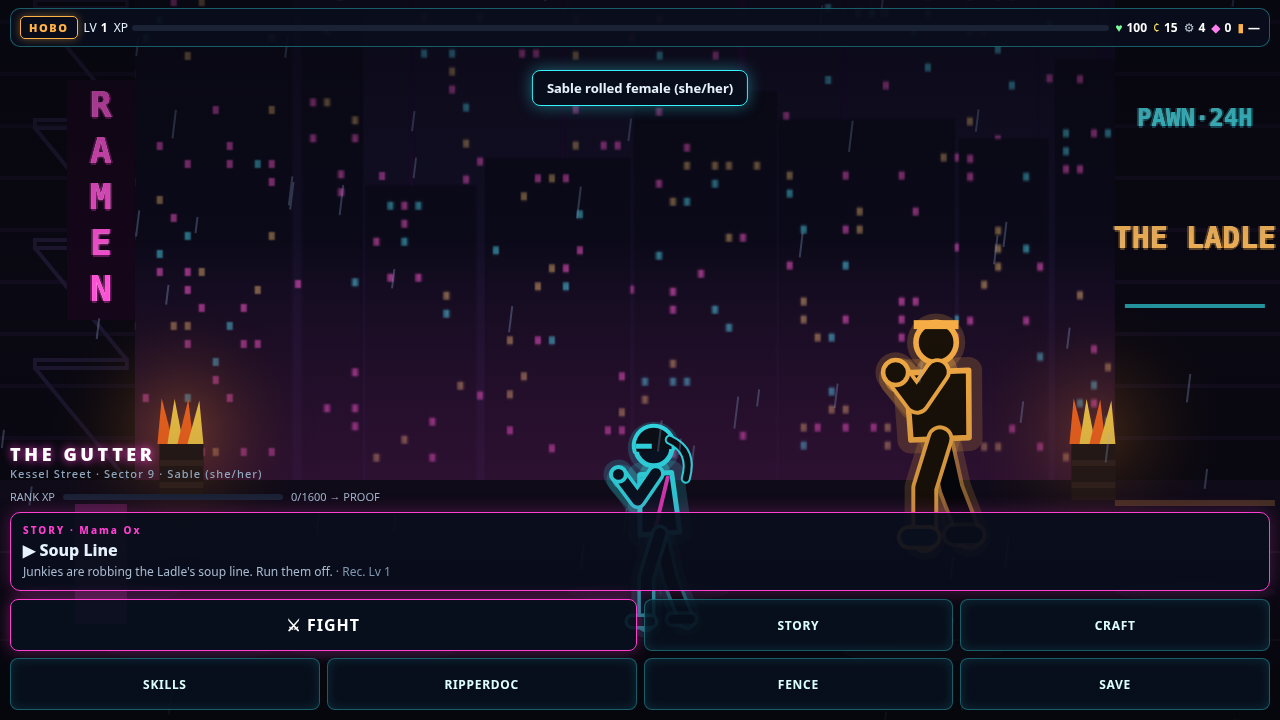 HOBO LV 1 XP ♥ 100 ¢ 15 ⚙ 4 ◆ 0 ▮ —
Sable rolled female (she/her)
RAMEN
PAWN·24H
THE LADLE
THE GUTTER
Kessel Street · Sector 9 · Sable (she/her)
RANK XP 0/1600 → PROOF
STORY · Mama Ox
▶ Soup Line
Junkies are robbing the Ladle's soup line. Run them off. · Rec. Lv 1
⚔ FIGHT STORY CRAFT
SKILLS RIPPERDOC FENCE SAVE